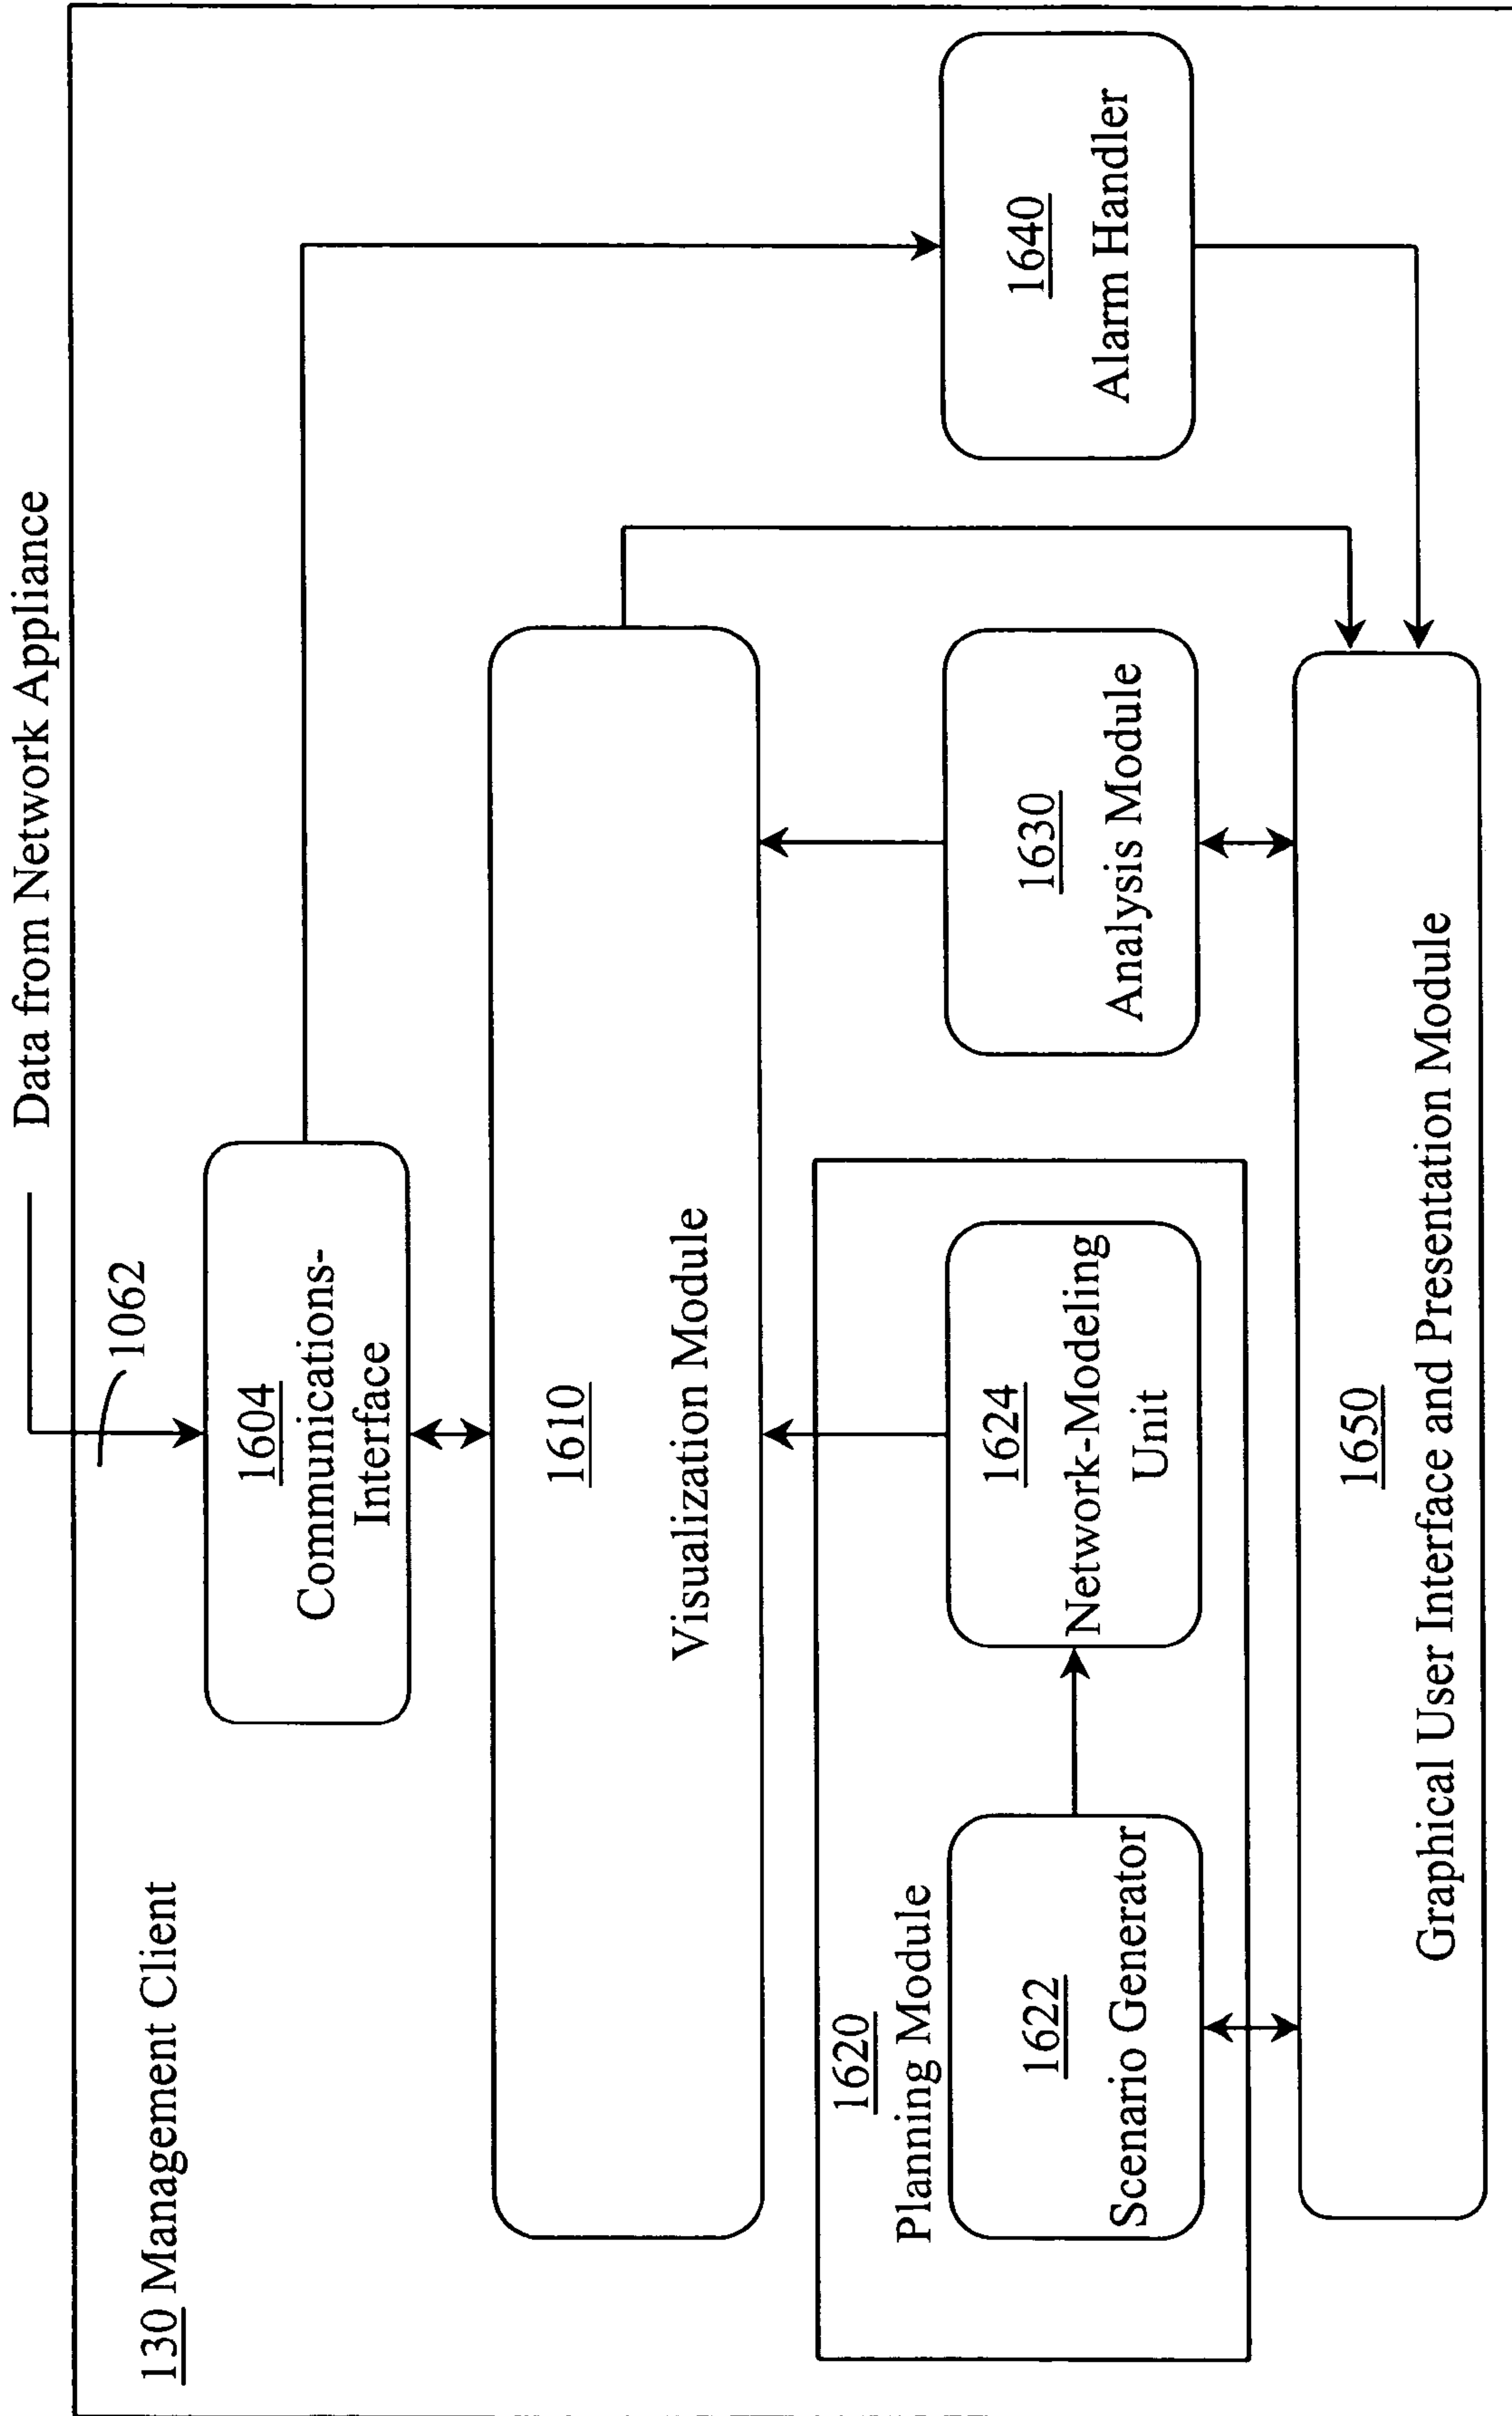 Data from Network Appliance
130 Management Client
1062
1604
Communications-
Interface
1610
Visualization Module
1620
Planning Module
1622
Scenario Generator
1624
Network-Modeling
Unit
1630
Analysis Module
1640
Alarm Handler
1650
Graphical User Interface and Presentation Module